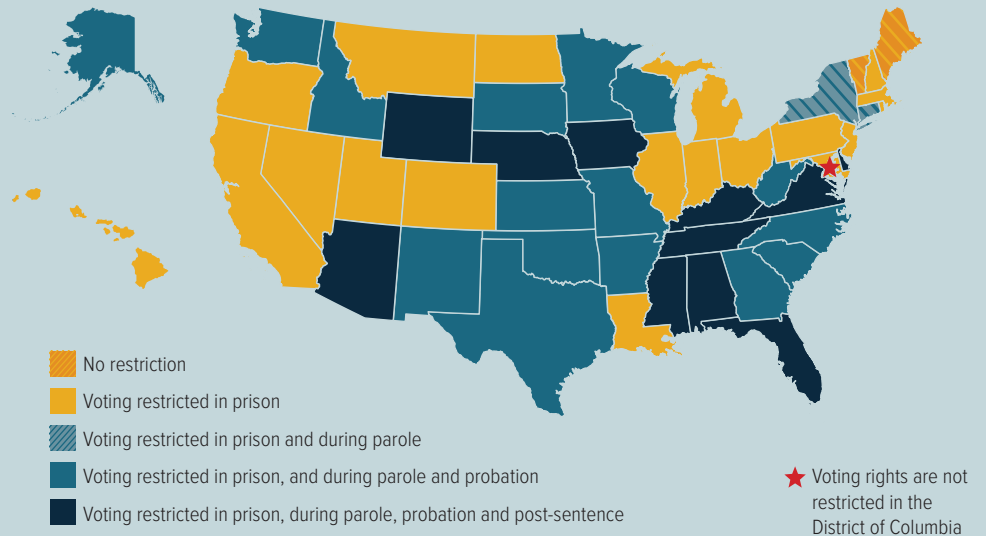 No restriction
Voting restricted in prison
Voting restricted in prison and during parole
Voting restricted in prison, and during parole and probation
Voting restricted in prison, during parole, probation and post-sentence
Voting rights are not
restricted in the
District of Columbia